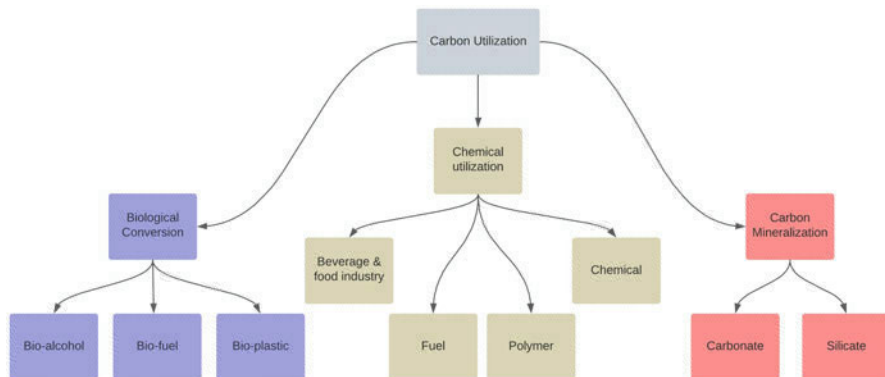 Carbon Utilization
Chemical
utilization
Biological
Conversion
Carbon
Mineralization
Beverage &
food industry
Chemical
Bio-alcohol
Bio-fuel
Bio-plastic
Fuel
Polymer
Carbonate
Silicate